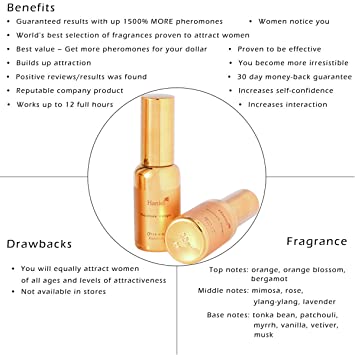 Benefits
• Guaranteed results with up 1500% MORE pheromones
• Women notice you
• World's best selection of fragrances proven to attract women
• Best value – Get more pheromones for your dollar
• Proven to be effective
• Builds up attraction
• You become more irresistible
• Positive reviews/results was found
• 30 day money-back guarantee
• Reputable company product
• Increases self-confidence
• Works up to 12 full hours
• Increases interaction
Drawbacks
• You will equally attract women
of all ages and levels of attractiveness
• Not available in stores
Fragrance
Top notes: orange, orange blossom,
bergamot
Middle notes: mimosa, rose,
ylang-ylang, lavender
Base notes: tonka bean, patchouli,
myrrh, vanilla, vetiver,
musk